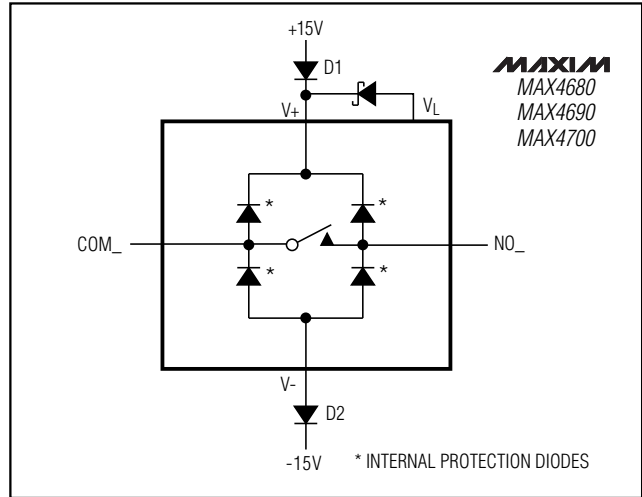 +15V
D1
MAXIM
MAX4680
MAX4690
MAX4700
V+
VL
*
*
COM_
NO_
*
*
V-
D2
-15V
* INTERNAL PROTECTION DIODES